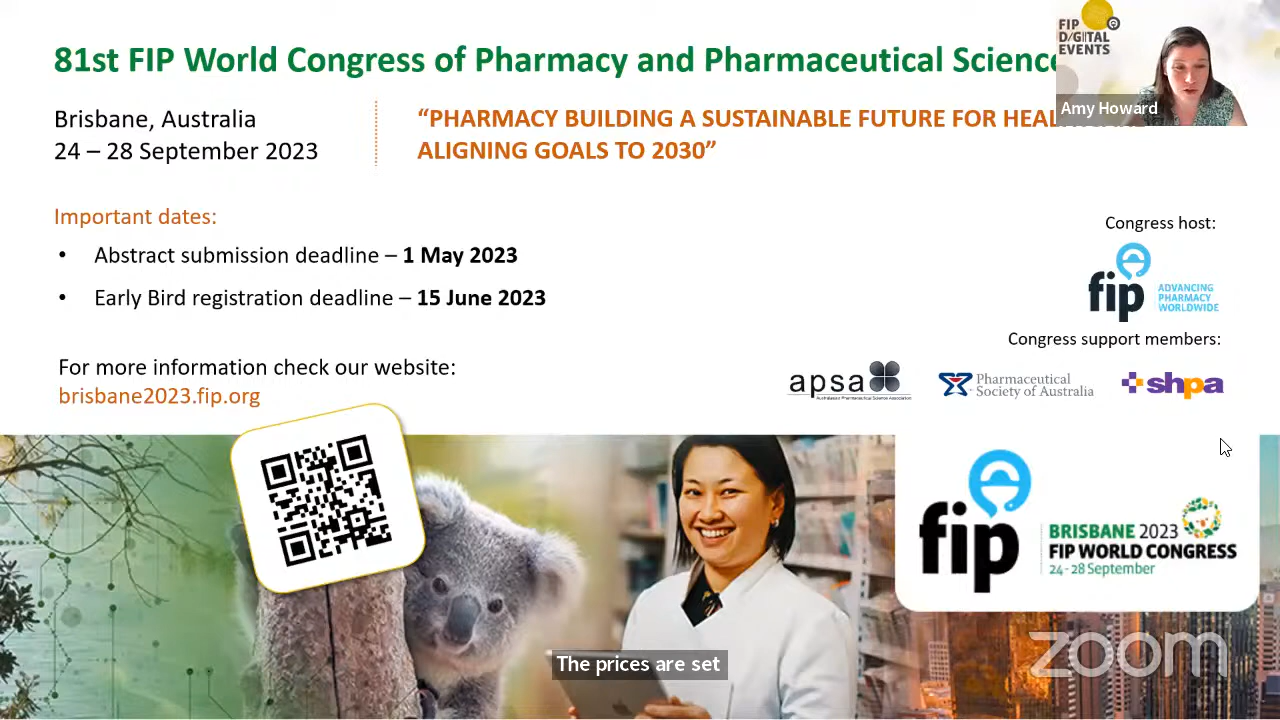 81st FIP World Congress of Pharmacy and Pharmaceutical Science
FIP
DIGITAL
EVENTS
Amy Howard
Brisbane, Australia
24 – 28 September 2023
“PHARMACY BUILDING A SUSTAINABLE FUTURE FOR HEAL
ALIGNING GOALS TO 2030”
Important dates:
• Abstract submission deadline – 1 May 2023
• Early Bird registration deadline – 15 June 2023
Congress host:
fip
ADVANCING
PHARMACY
WORLDWIDE
Congress support members:
apsa
Australasian Pharmaceutical Science Association
Pharmaceutical
Society of Australia
shpa
For more information check our website:
brisbane2023.fip.org
fip
BRISBANE 2023
FIP WORLD CONGRESS
24 - 28 September
zoom
The prices are set